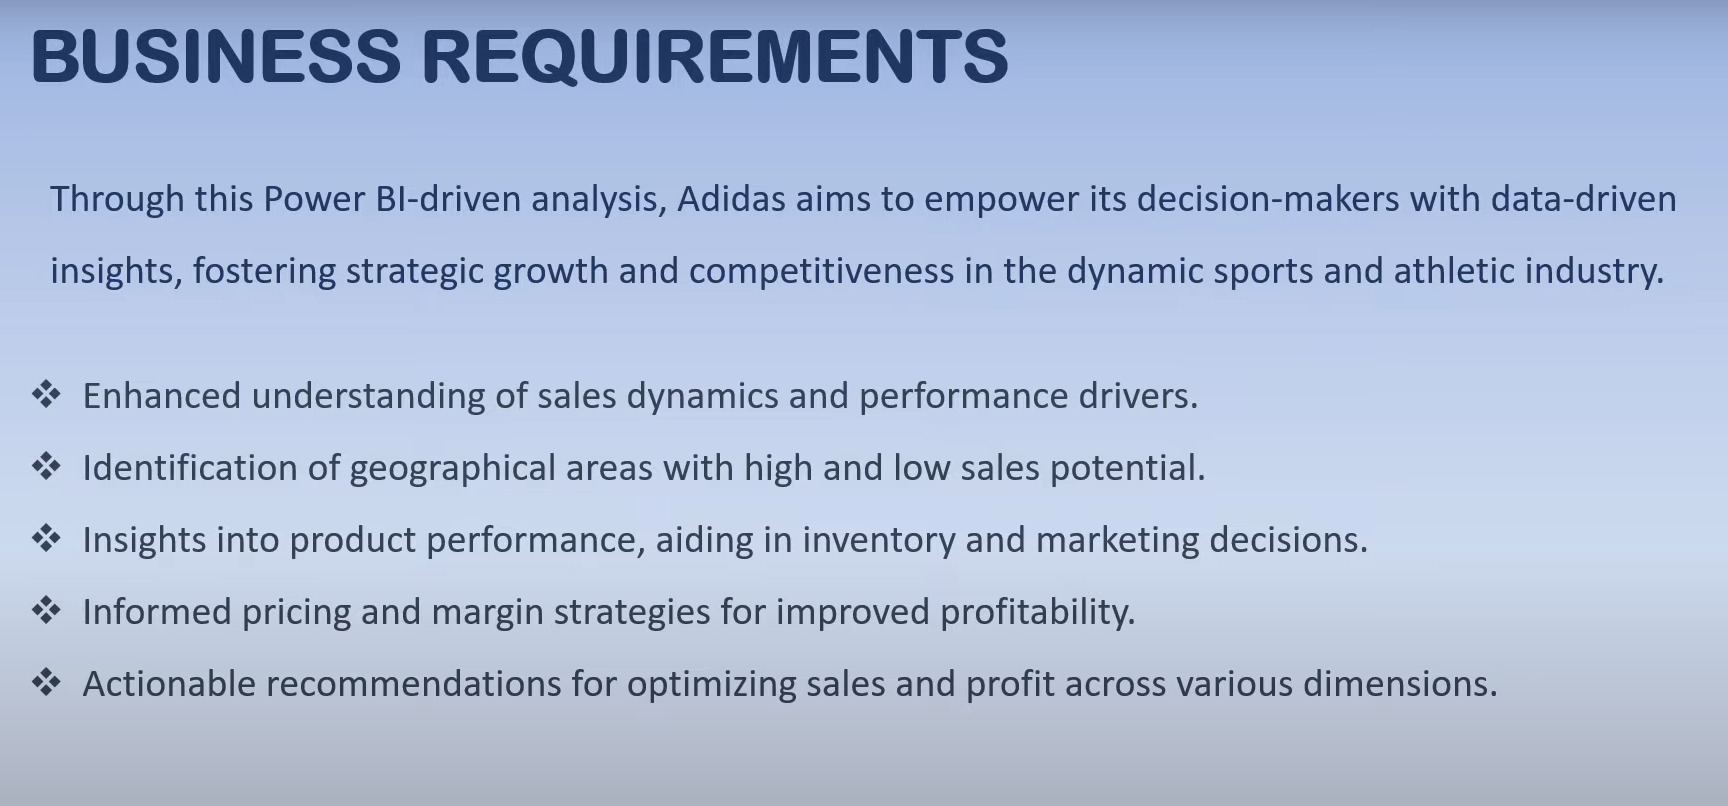 BUSINESS REQUIREMENTS
Through this Power BI-driven analysis, Adidas aims to empower its decision-makers with data-driven
insights, fostering strategic growth and competitiveness in the dynamic sports and athletic industry.
❖ Enhanced understanding of sales dynamics and performance drivers.
❖ Identification of geographical areas with high and low sales potential.
❖ Insights into product performance, aiding in inventory and marketing decisions.
❖ Informed pricing and margin strategies for improved profitability.
❖ Actionable recommendations for optimizing sales and profit across various dimensions.